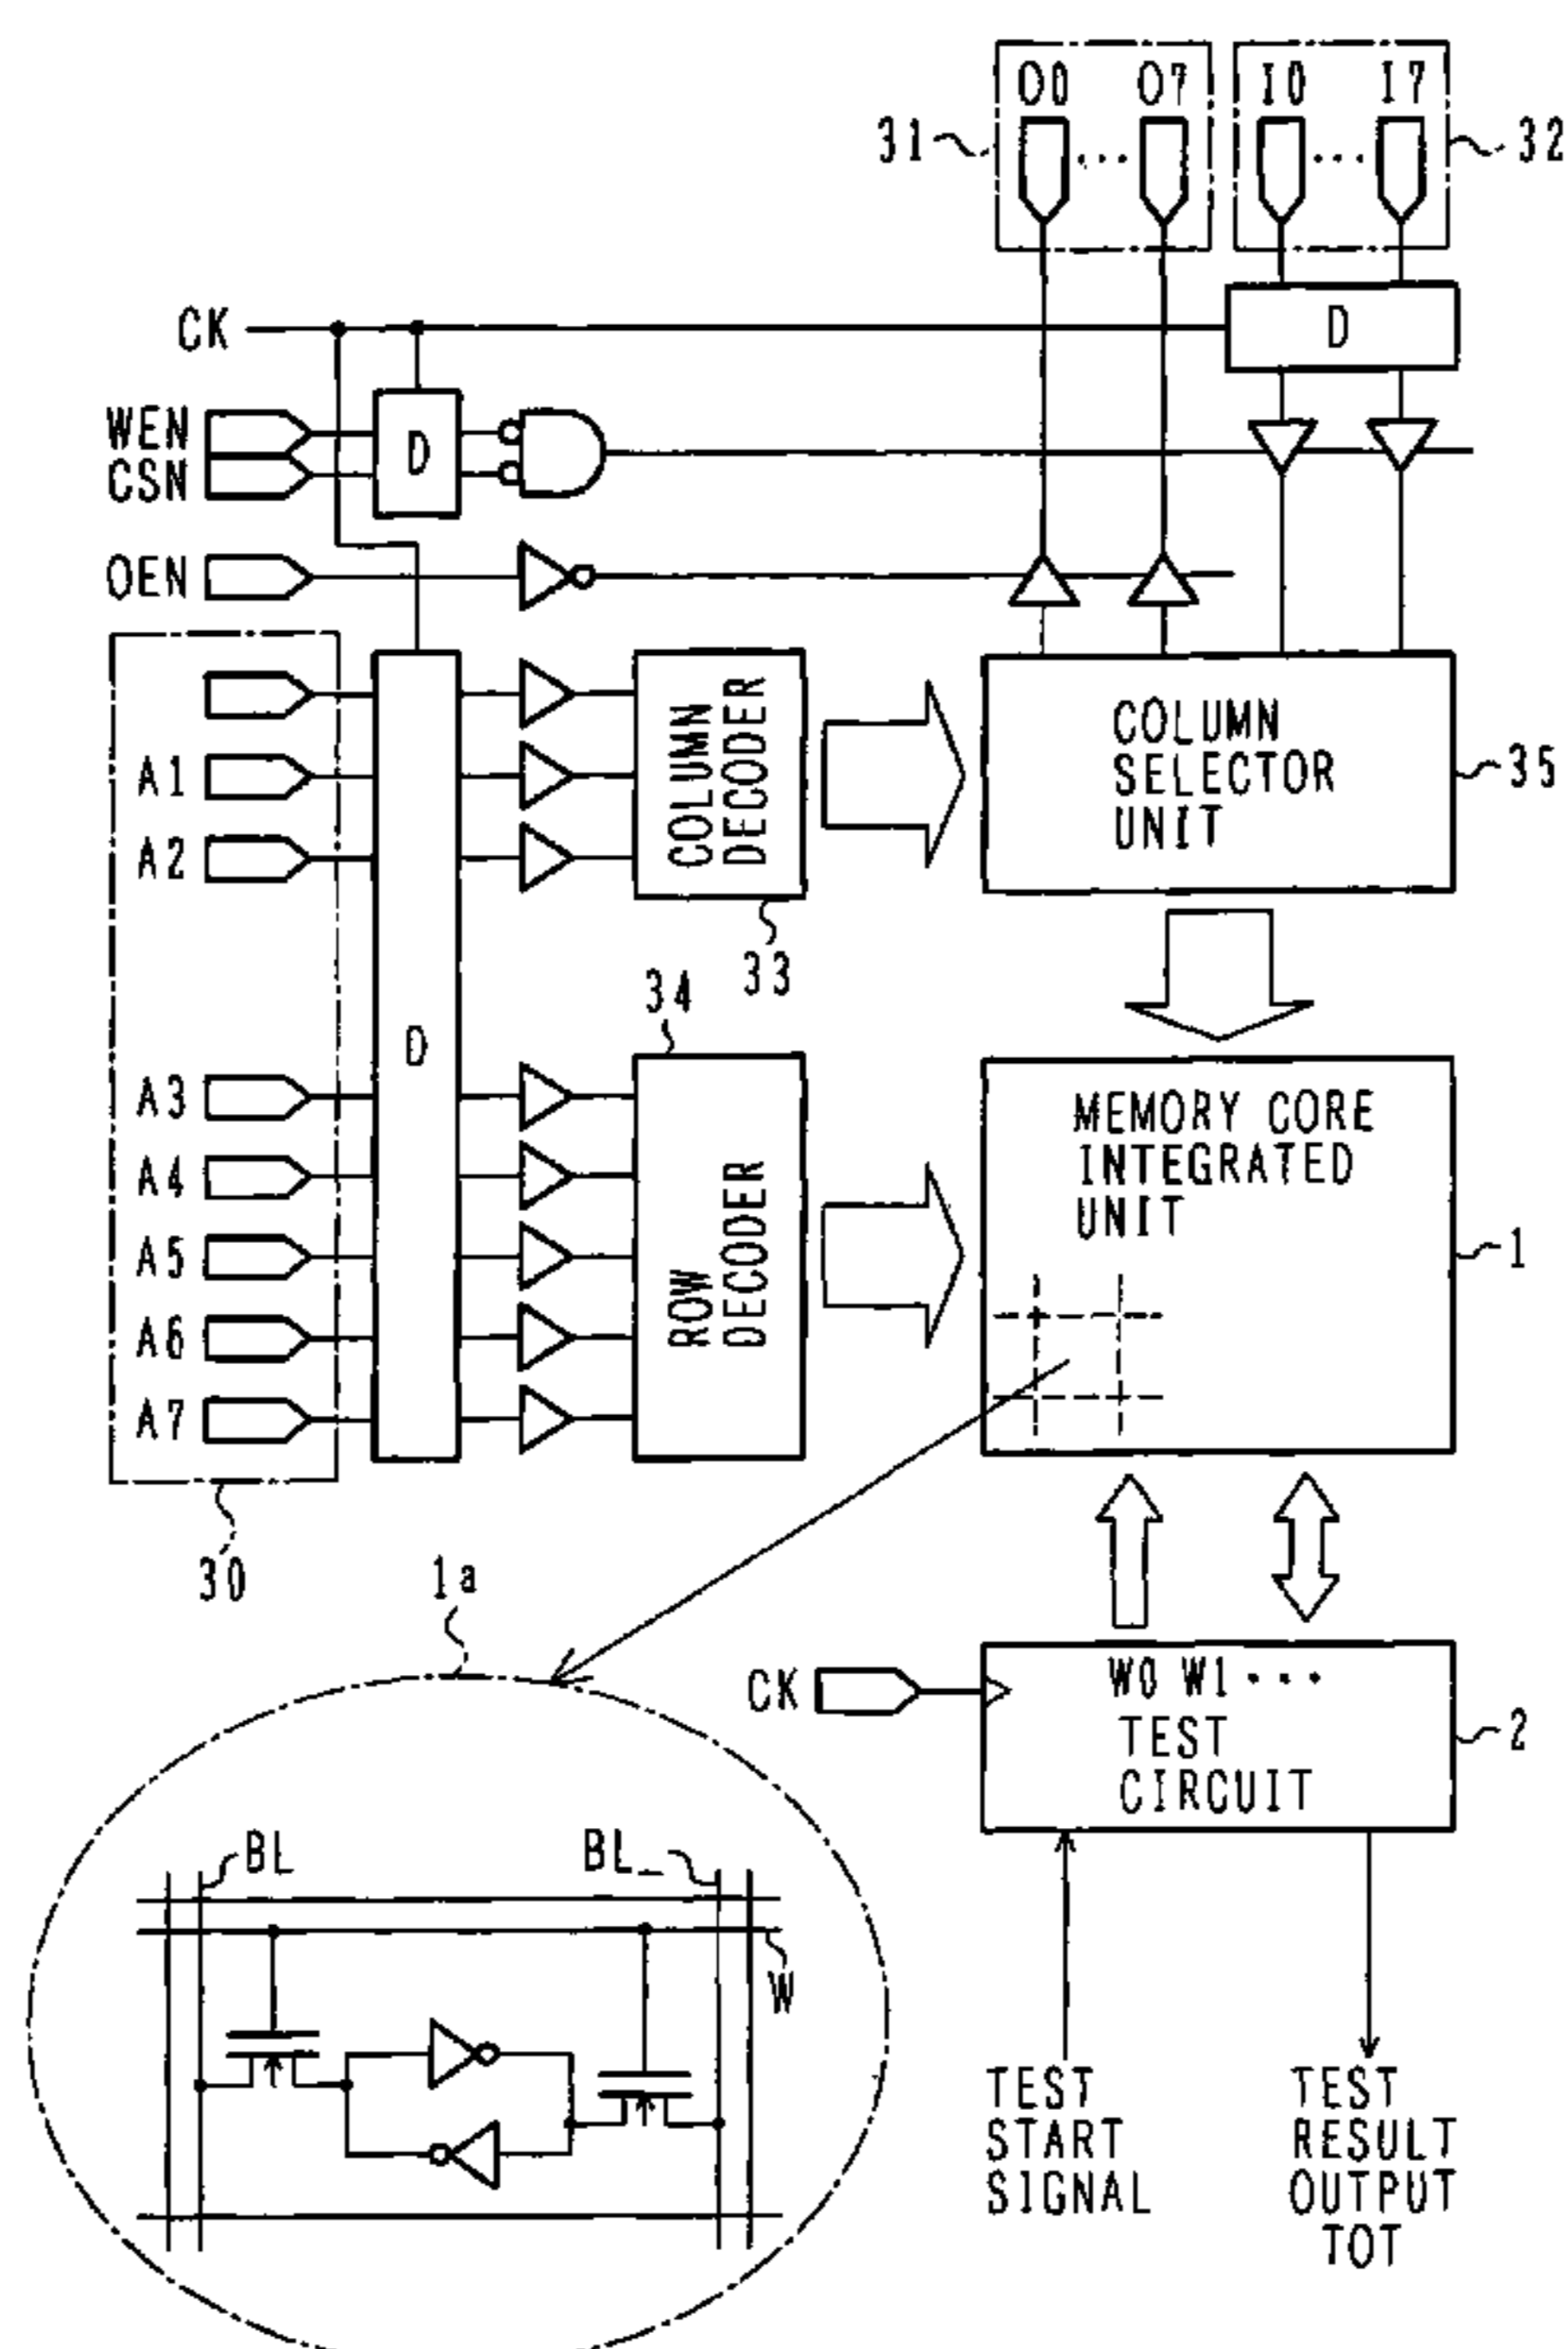 O0 O7 I0 I7
31
32
CK
D
WEN
D
CSN
OEN
A1
A2
COLUMN
DECODER
COLUMN
SELECTOR
UNIT
35
33
34
D
A3
A4
A5
A6
A7
ROW
DECODER
MEMORY CORE
INTEGRATED
UNIT
1
30
1a
CK
W0 W1 ···
TEST
CIRCUIT
2
BL
BL_
W
TEST
START
SIGNAL
TEST
RESULT
OUTPUT
TOT